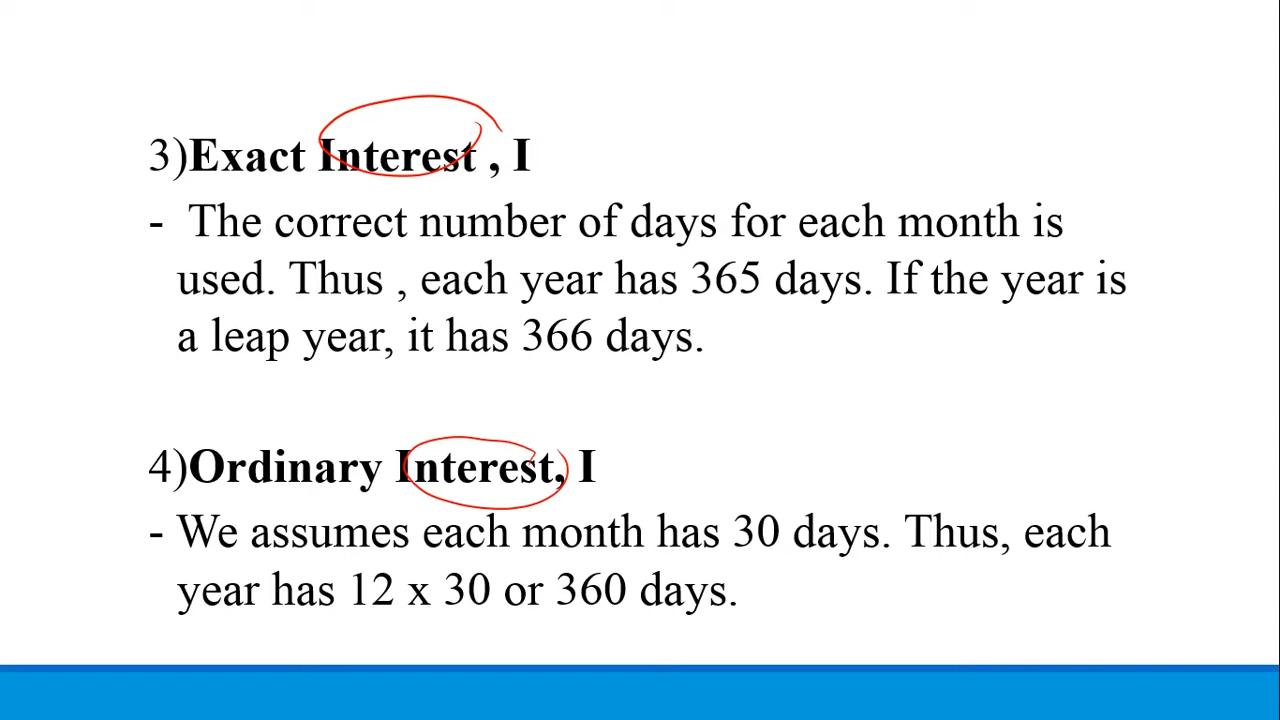 3)Exact Interest , I
- The correct number of days for each month is
used. Thus , each year has 365 days. If the year is
a leap year, it has 366 days.
4)Ordinary Interest, I
- We assumes each month has 30 days. Thus, each
year has 12 x 30 or 360 days.